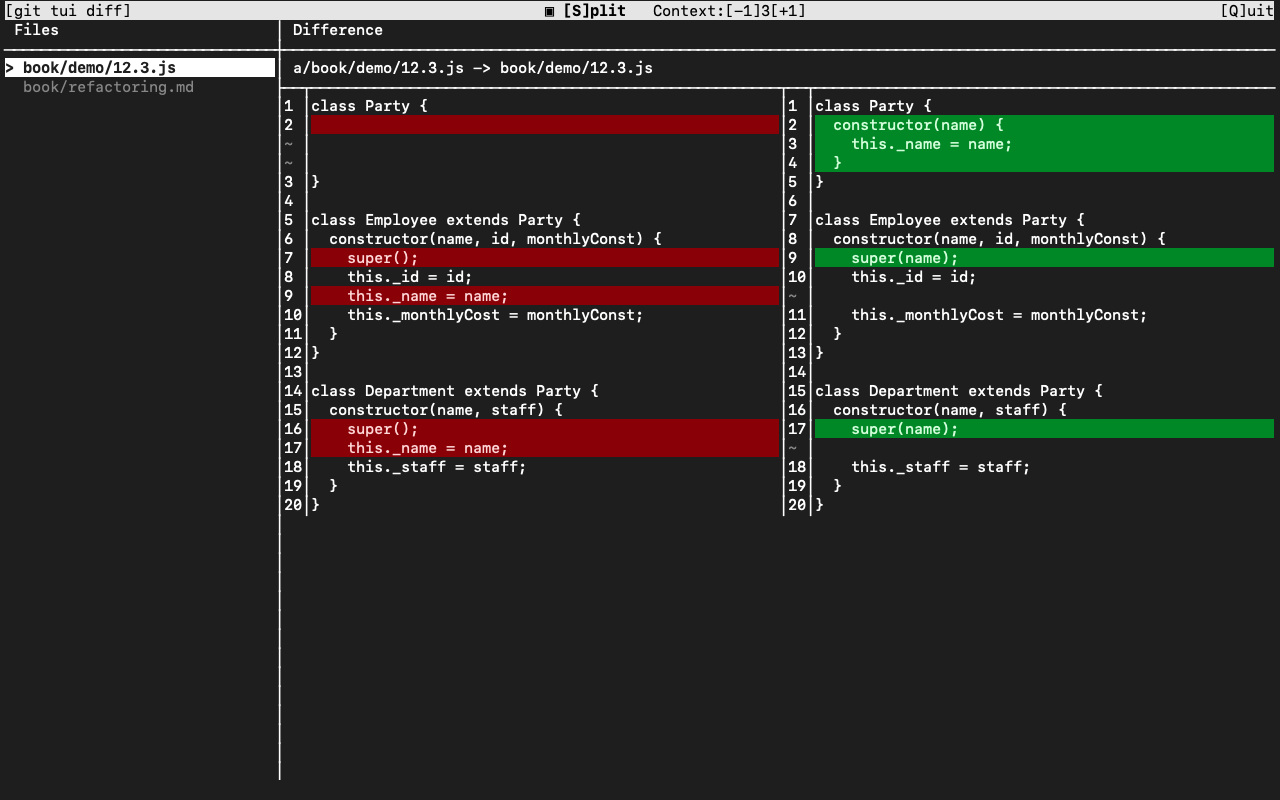 [git tui diff] ▣ [S]plit Context:[-1]3[+1] [Q]uit
Files
> book/demo/12.3.js
book/refactoring.md
Difference
a/book/demo/12.3.js -> book/demo/12.3.js
1 class Party {
2
~
~
3 }
4
5 class Employee extends Party {
6   constructor(name, id, monthlyConst) {
7     super();
8     this._id = id;
9     this._name = name;
10     this._monthlyCost = monthlyConst;
11   }
12 }
13
14 class Department extends Party {
15   constructor(name, staff) {
16     super();
17     this._name = name;
18     this._staff = staff;
19   }
20 }
1 class Party {
2   constructor(name) {
3     this._name = name;
4   }
5 }
6
7 class Employee extends Party {
8   constructor(name, id, monthlyConst) {
9     super(name);
10     this._id = id;
~
11     this._monthlyCost = monthlyConst;
12   }
13 }
14
15 class Department extends Party {
16   constructor(name, staff) {
17     super(name);
~
18     this._staff = staff;
19   }
20 }